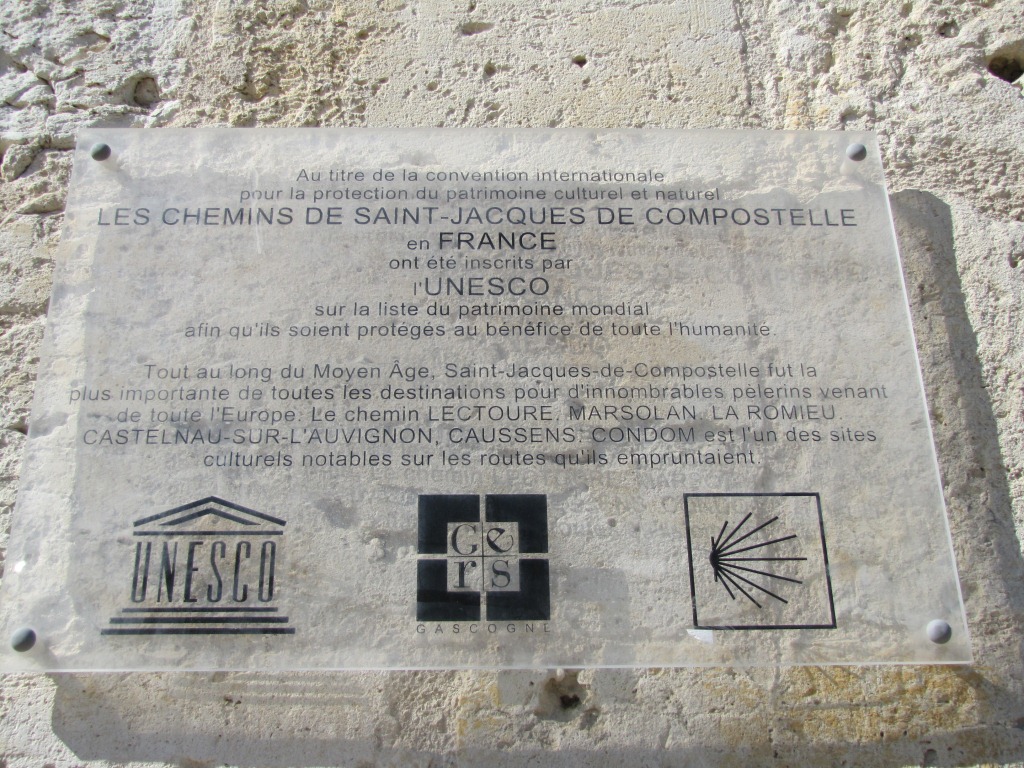 Au titre de la convention internationale
pour la protection du patrimoine culturel et naturel
LES CHEMINS DE SAINT-JACQUES DE COMPOSTELLE
en FRANCE
ont été inscrits par
l'UNESCO
sur la liste du patrimoine mondial
afin qu'ils soient protégés au bénéfice de toute l'humanité.
Tout au long du Moyen Âge, Saint-Jacques-de-Compostelle fut la
plus importante de toutes les destinations pour d'innombrables pèlerins venant
de toute l'Europe. Le chemin LECTOURE, MARSOLAN, LA ROMIEU,
CASTELNAU-SUR-L'AUVIGNON, CAUSSENS, CONDOM est l'un des sites
culturels notables sur les routes qu'ils empruntaient.
UNESCO
Ge
rs
GASCOGNE